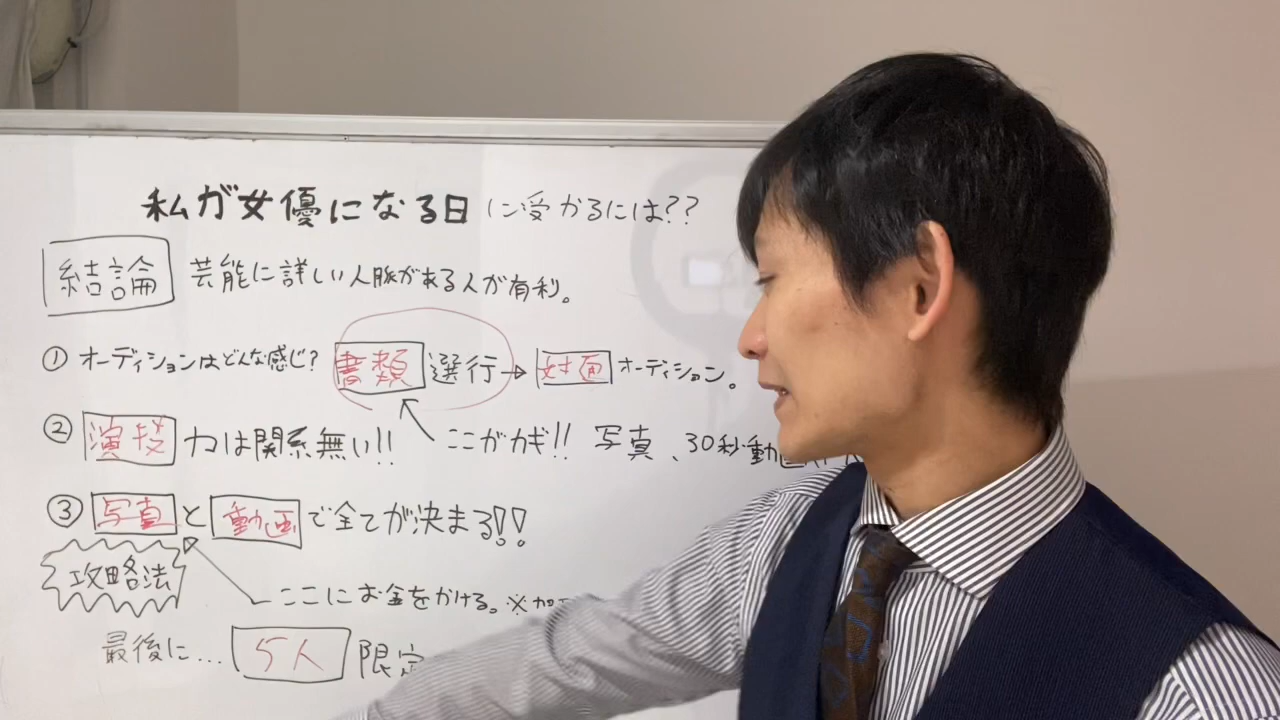 私が女優になる日に受かるには??
結論 芸能に詳しい人脈がある人が有利。
① オーディションはどんな感じ? 書類選行→対面オーディション。
② 演技力は関係無い!! ここがカギ!! 写真、30秒動画
③ 写真と動画で全てが決まる!!
攻略法 ここにお金をかける。※加工
最後に... 5人限定